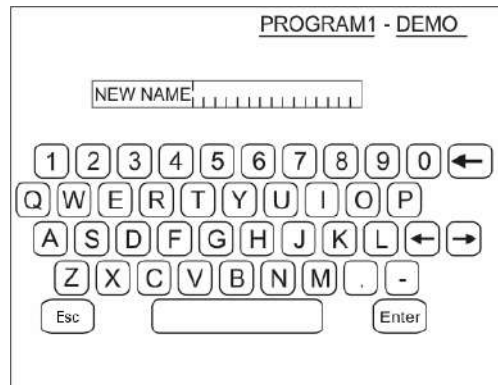 PROGRAM1 - DEMO
NEW NAME
1 2 3 4 5 6 7 8 9 0 ←
Q W E R T Y U I O P
A S D F G H J K L ← →
Z X C V B N M . -
Esc Enter